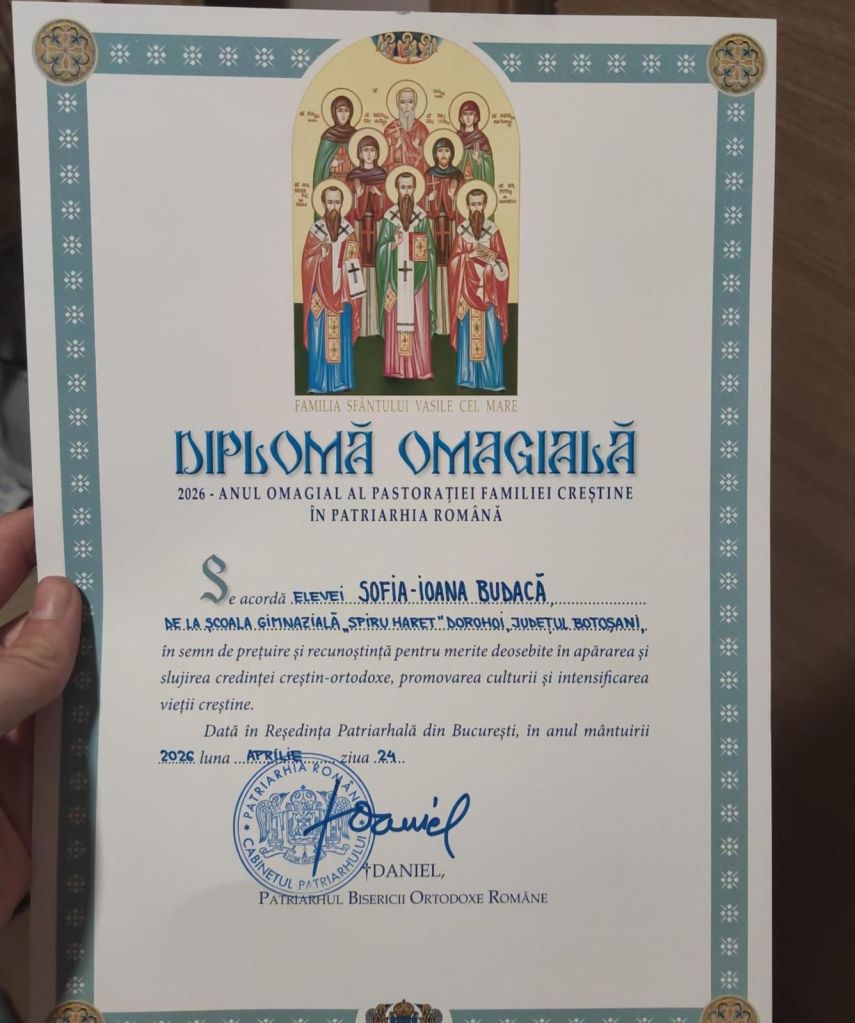 FAMILIA SFÂNTULUI VASILE CEL MARE
DIPLOMĂ OMAGIALĂ
2026 - ANUL OMAGIAL AL PASTORAȚIEI FAMILIEI CREȘTINE
ÎN PATRIARHIA ROMÂNĂ
Se acordă ELEVEI SOFIA-IOANA BUDACĂ,
DE LA ȘCOALA GIMNAZIALĂ „SPIRU HARET" DOROHOI, JUDEȚUL BOTOȘANI,
în semn de prețuire și recunoștință pentru merite deosebite în apărarea și
slujirea credinței creștin-ortodoxe, promovarea culturii și intensificarea
vieții creștine.
Dată în Reședința Patriarhală din București, în anul mântuirii
2026 luna APRILIE ziua 24
PATRIARHIA ROMÂNĂ
CABINETUL PATRIARHULUI
†Daniel
†DANIEL,
PATRIARHUL BISERICII ORTODOXE ROMÂNE